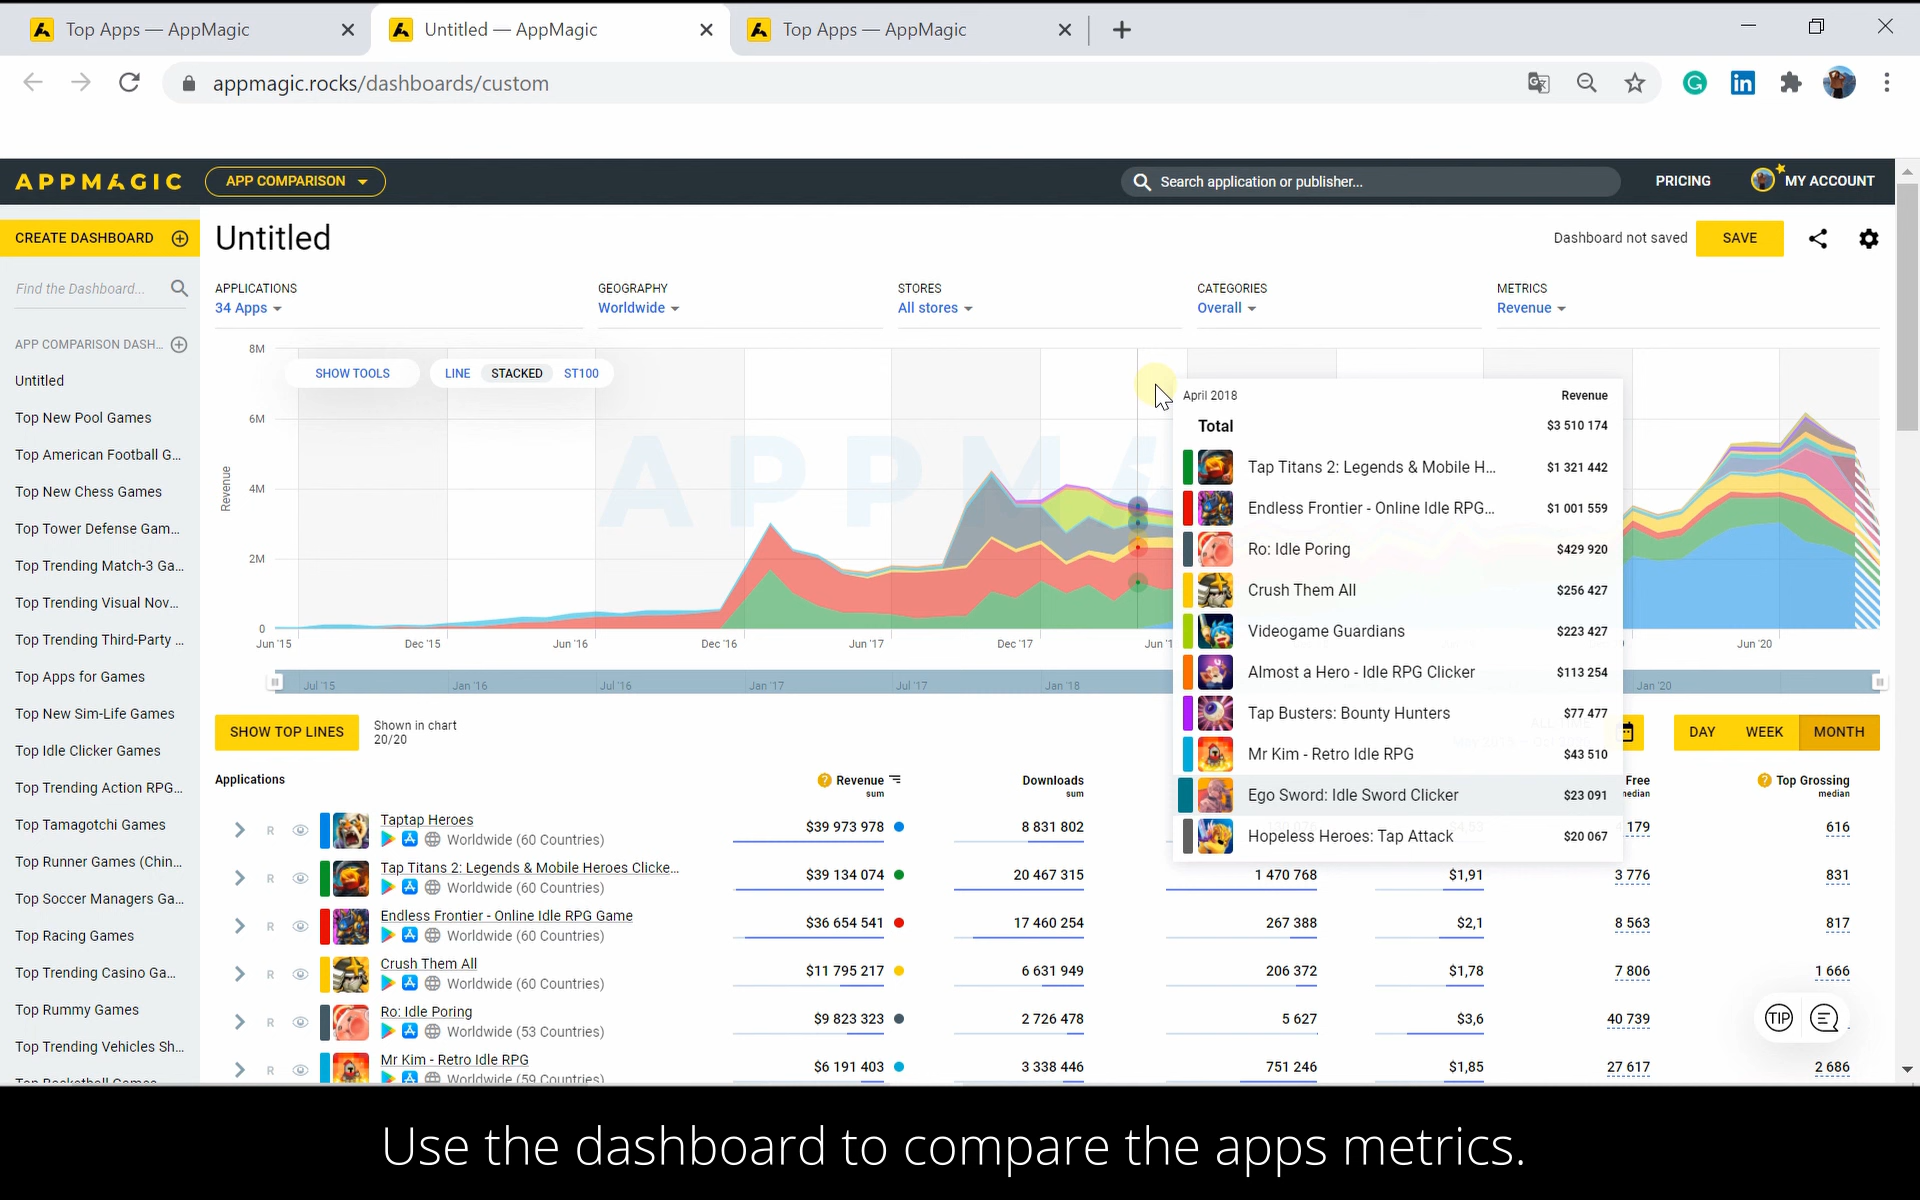 Top Apps — AppMagic
Untitled — AppMagic
Top Apps — AppMagic
appmagic.rocks/dashboards/custom
APPMAGIC
APP COMPARISON
Search application or publisher...
PRICING
MY ACCOUNT
CREATE DASHBOARD
Find the Dashboard...
APP COMPARISON DASH...
Untitled
Top New Pool Games
Top American Football G...
Top New Chess Games
Top Tower Defense Gam...
Top Trending Match-3 Ga...
Top Trending Visual Nov...
Top Trending Third-Party ...
Top Apps for Games
Top New Sim-Life Games
Top Idle Clicker Games
Top Trending Action RPG...
Top Tamagotchi Games
Top Runner Games (Chin...
Top Soccer Managers Ga...
Top Racing Games
Top Trending Casino Ga...
Top Rummy Games
Top Trending Vehicles Sh...
Top Basketball Games
Untitled
Dashboard not saved
SAVE
APPLICATIONS
34 Apps
GEOGRAPHY
Worldwide
STORES
All stores
CATEGORIES
Overall
METRICS
Revenue
SHOW TOOLS
LINE STACKED ST100
8M
6M
4M
2M
0
Revenue
APPMA
Jun '15 Dec '15 Jun '16 Dec '16 Jun '17 Dec '17 Jun '1 Jun '20
Jul '15 Jan '16 Jul '16 Jan '17 Jul '17 Jan '18 Jan '20
April 2018 Revenue
Total $3 510 174
Tap Titans 2: Legends & Mobile H... $1 321 442
Endless Frontier - Online Idle RPG... $1 001 559
Ro: Idle Poring $429 920
Crush Them All $256 427
Videogame Guardians $223 427
Almost a Hero - Idle RPG Clicker $113 254
Tap Busters: Bounty Hunters $77 477
Mr Kim - Retro Idle RPG $43 510
Ego Sword: Idle Sword Clicker $23 091
Hopeless Heroes: Tap Attack $20 067
SHOW TOP LINES
Shown in chart
20/20
DAY WEEK MONTH
Applications
? Revenue
sum
Downloads
sum
Free
median
? Top Grossing
median
R Taptap Heroes
Worldwide (60 Countries)
$39 973 978 8 831 802 $4,53 4 179 616
R Tap Titans 2: Legends & Mobile Heroes Clicke...
Worldwide (60 Countries)
$39 134 074 20 467 315 1 470 768 $1,91 3 776 831
R Endless Frontier - Online Idle RPG Game
Worldwide (60 Countries)
$36 654 541 17 460 254 267 388 $2,1 8 563 817
R Crush Them All
Worldwide (60 Countries)
$11 795 217 6 631 949 206 372 $1,78 7 806 1 666
R Ro: Idle Poring
Worldwide (53 Countries)
$9 823 323 2 726 478 5 627 $3,6 40 739
R Mr Kim - Retro Idle RPG
Worldwide (59 Countries)
$6 191 403 3 338 446 751 246 $1,85 27 617 2 686
TIP
Use the dashboard to compare the apps metrics.